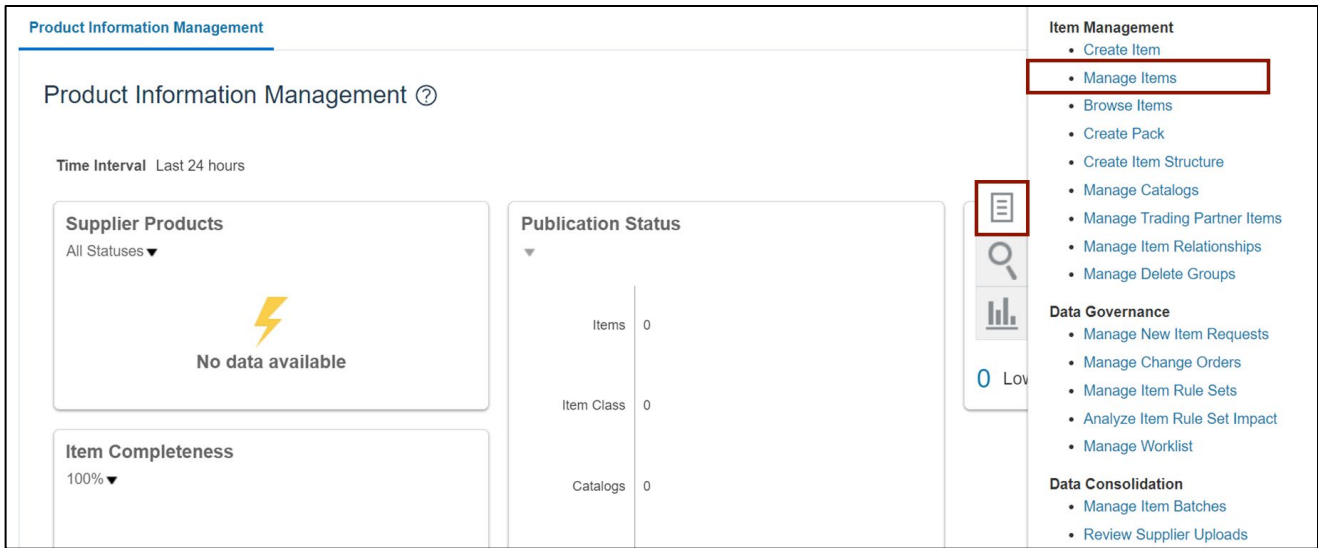 Product Information Management
Product Information Management ?
Time Interval Last 24 hours
Supplier Products
All Statuses
No data available
Item Completeness
100%
Publication Status
Items 0
Item Class 0
Catalogs 0
0 Low
Item Management
• Create Item
• Manage Items
• Browse Items
• Create Pack
• Create Item Structure
• Manage Catalogs
• Manage Trading Partner Items
• Manage Item Relationships
• Manage Delete Groups
Data Governance
• Manage New Item Requests
• Manage Change Orders
• Manage Item Rule Sets
• Analyze Item Rule Set Impact
• Manage Worklist
Data Consolidation
• Manage Item Batches
• Review Supplier Uploads